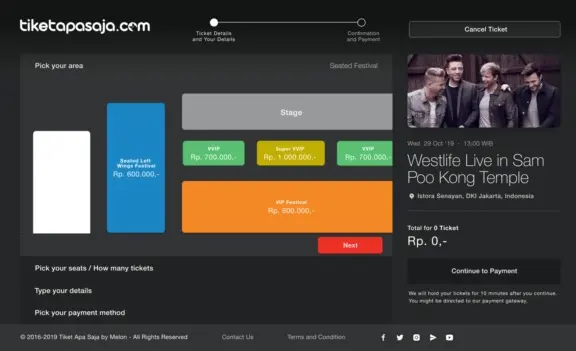 tiketapasaja.com
Ticket Details
and Your Details
Confirmation
and Payment
Cancel Ticket
Pick your area
Seated Festival
Stage
VVIP
Rp. 700.000,-
Super VVIP
Rp. 1.000.000,-
VVIP
Rp. 700.000,-
Seated Left
Wings Festival
Rp. 600.000,-
VIP Festival
Next
Wed, 29 Oct '19 - 13.00 WIB
Westlife Live in Sam
Poo Kong Temple
Istora Senayan, DKI Jakarta, Indonesia
Total for 0 Ticket
Rp. 0,-
Continue to Payment
We will hold your tickets for 15 minutes after you continue.
You might be directed to our payment gateway.
Pick your seats / How many tickets
Type your details
Pick your payment method
© 2016-2019 Tiket Apa Saja by Melon - All Rights Reserved
Contact Us
Terms and Condition